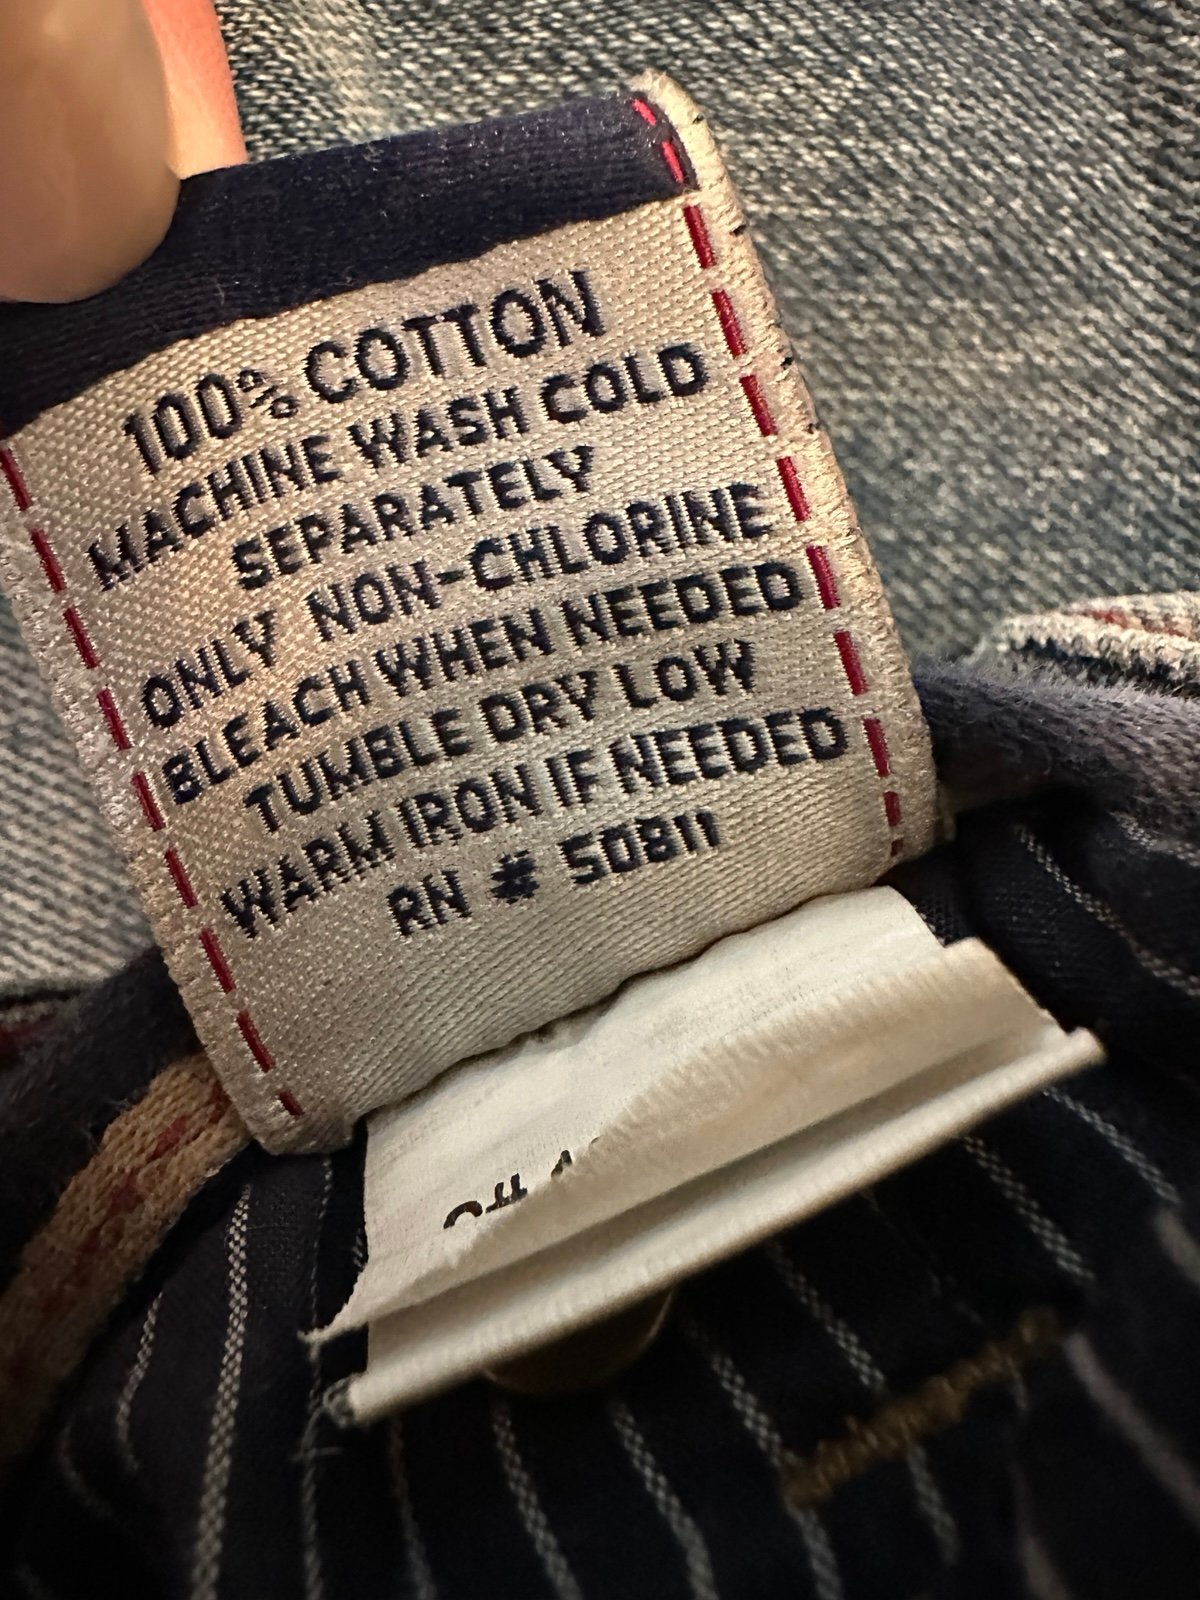 100% COTTON
MACHINE WASH COLD
SEPARATELY
ONLY NON-CHLORINE
BLEACH WHEN NEEDED
TUMBLE DRY LOW
WARM IRON IF NEEDED
RN # 50811